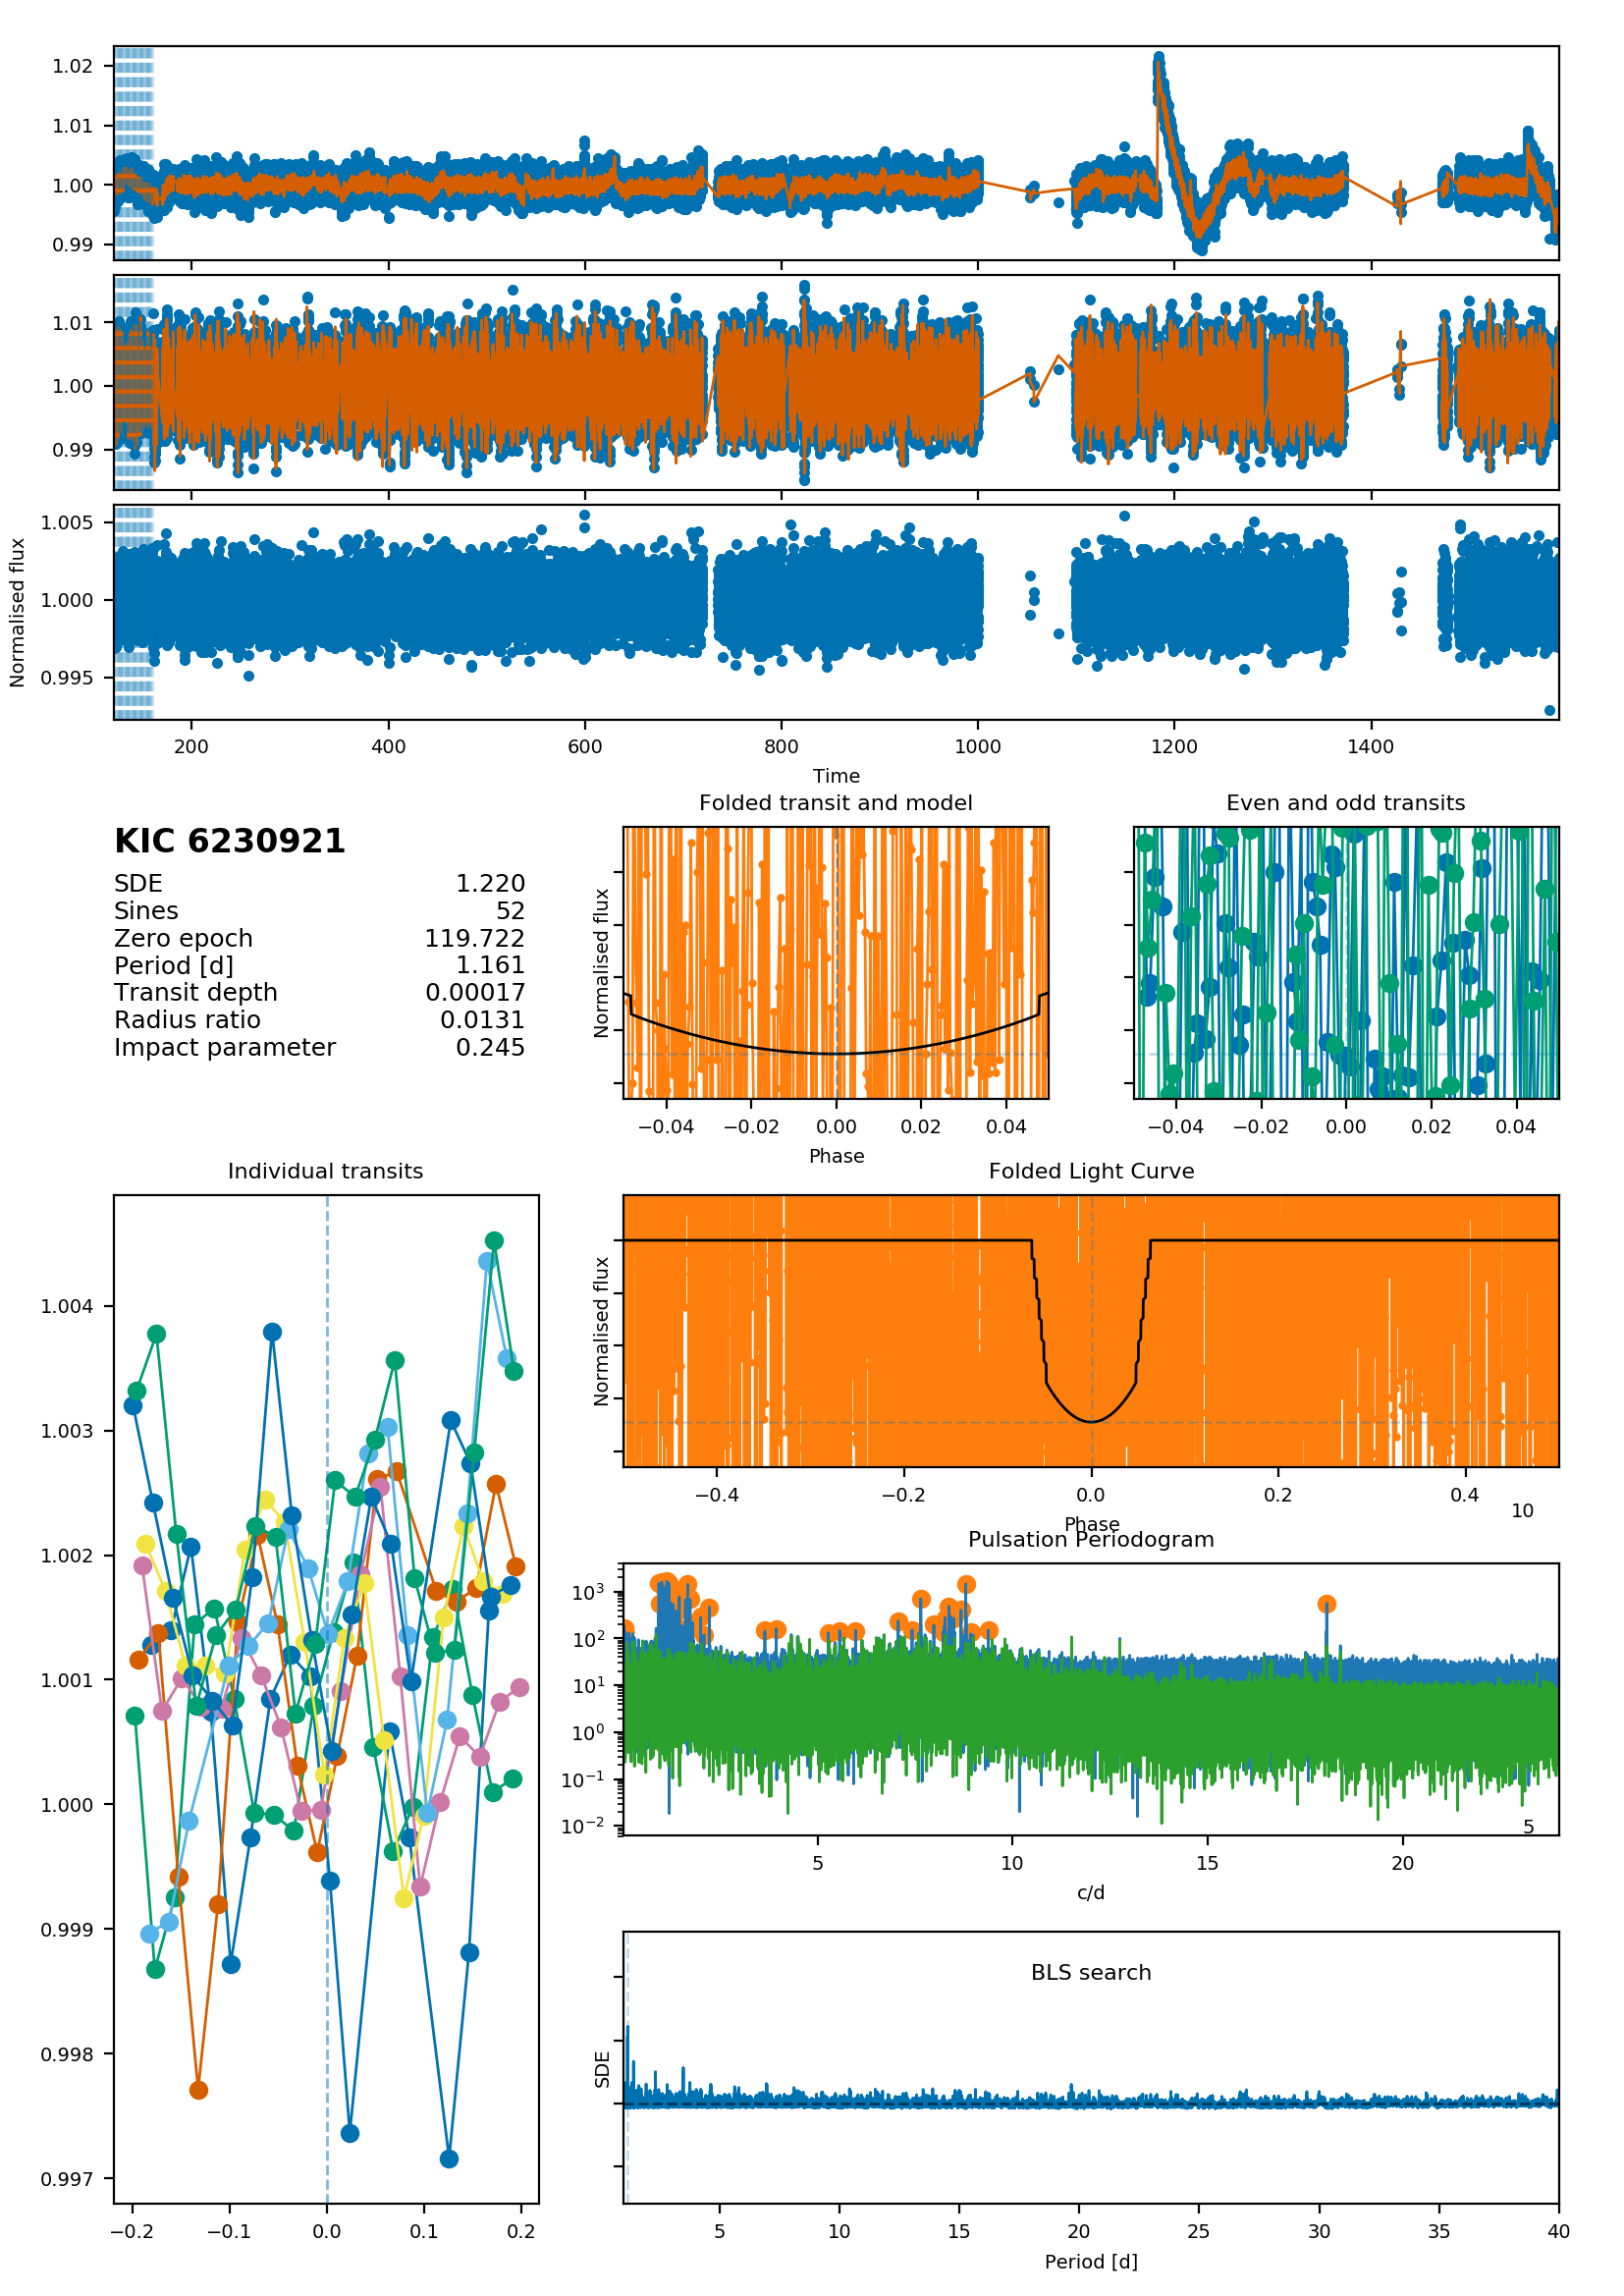 1.02
1.01
1.00
0.99
1.01
1.00
0.99
1.005
1.000
0.995
Normalised flux
200 400 600 800 1000 1200 1400
Time
KIC 6230921
SDE 1.220
Sines 52
Zero epoch 119.722
Period [d] 1.161
Transit depth 0.00017
Radius ratio 0.0131
Impact parameter 0.245
Folded transit and model
Normalised flux
−0.04 −0.02 0.00 0.02 0.04
Phase
Even and odd transits
−0.04 −0.02 0.00 0.02 0.04
Individual transits
1.004
1.003
1.002
1.001
1.000
0.999
0.998
0.997
−0.2 −0.1 0.0 0.1 0.2
Folded Light Curve
Normalised flux
−0.4 −0.2 0.0 0.2 0.4
10
Phase
Pulsation Periodogram
10³
10²
10¹
10⁰
10⁻¹
10⁻²
5
5 10 15 20
c/d
BLS search
SDE
5 10 15 20 25 30 35 40
Period [d]